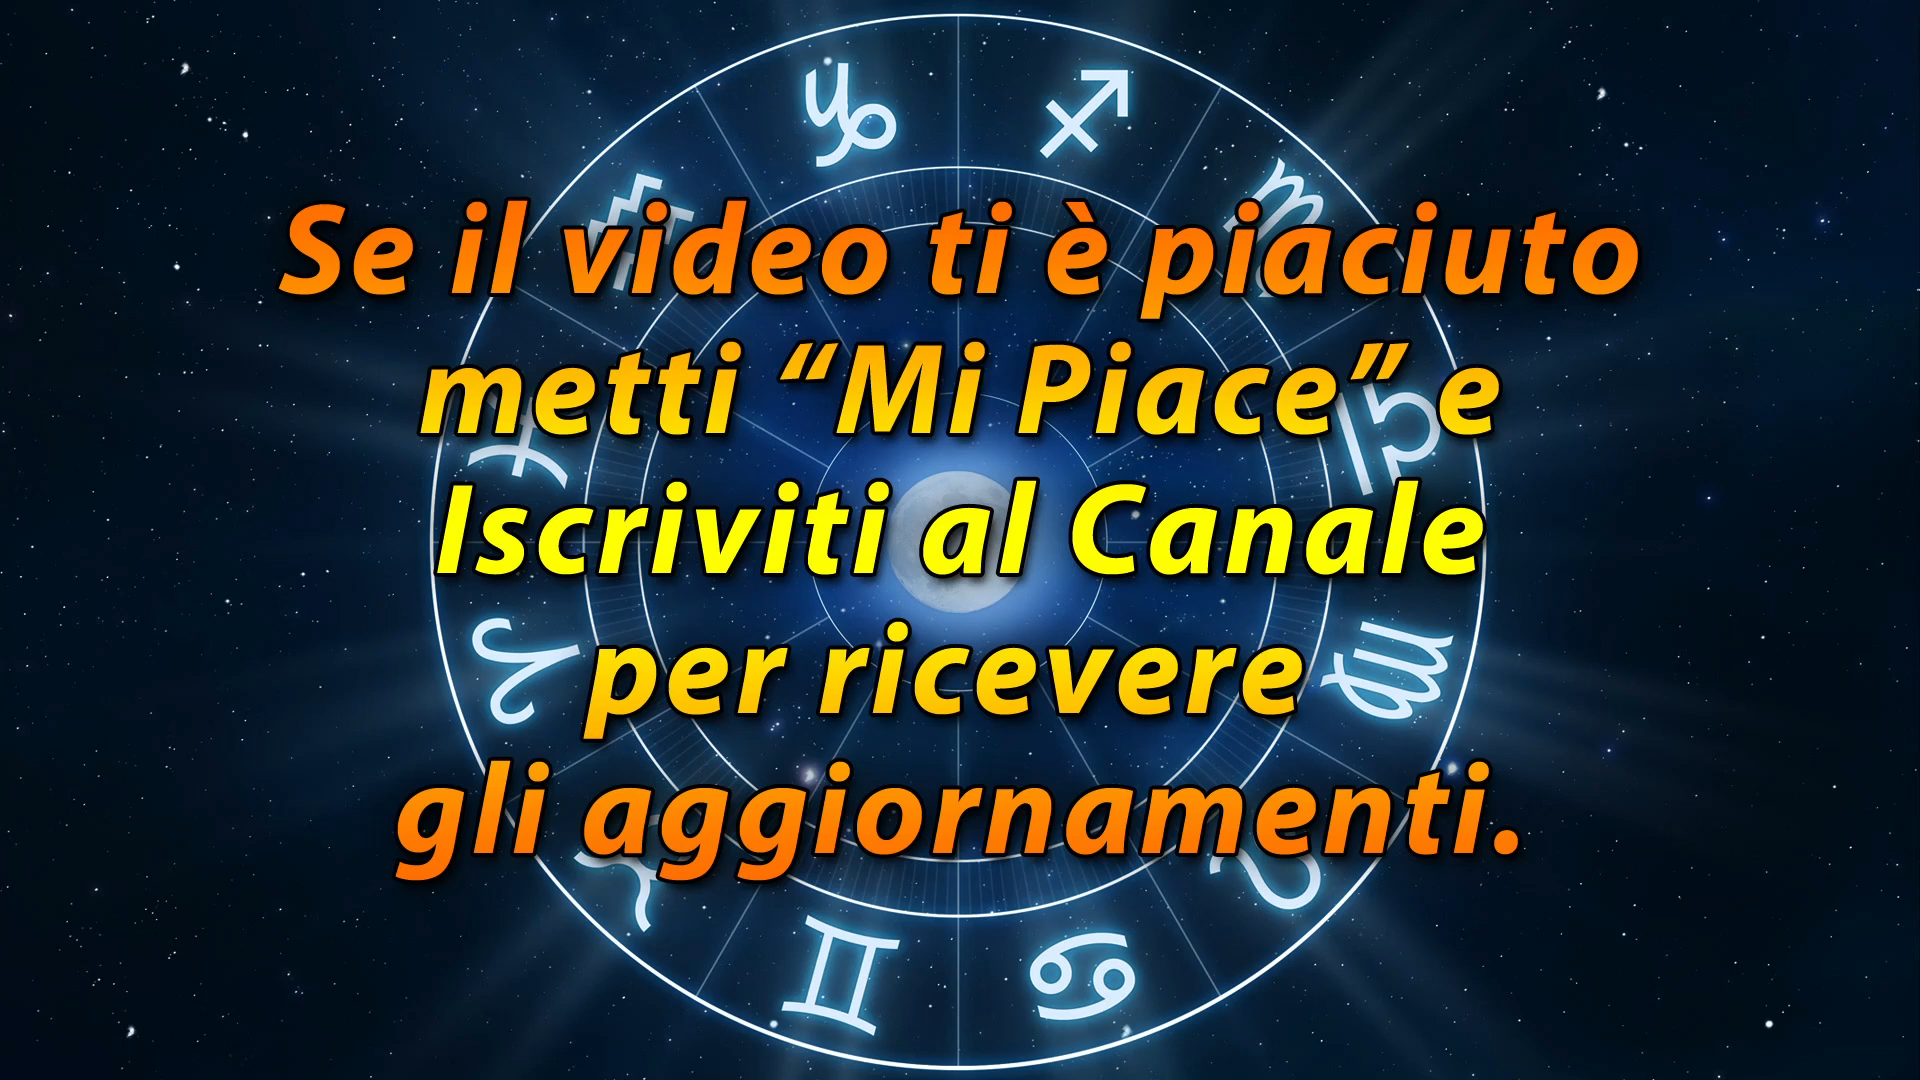 Se il video ti è piaciuto
metti “Mi Piace” e
Iscriviti al Canale
per ricevere
gli aggiornamenti.